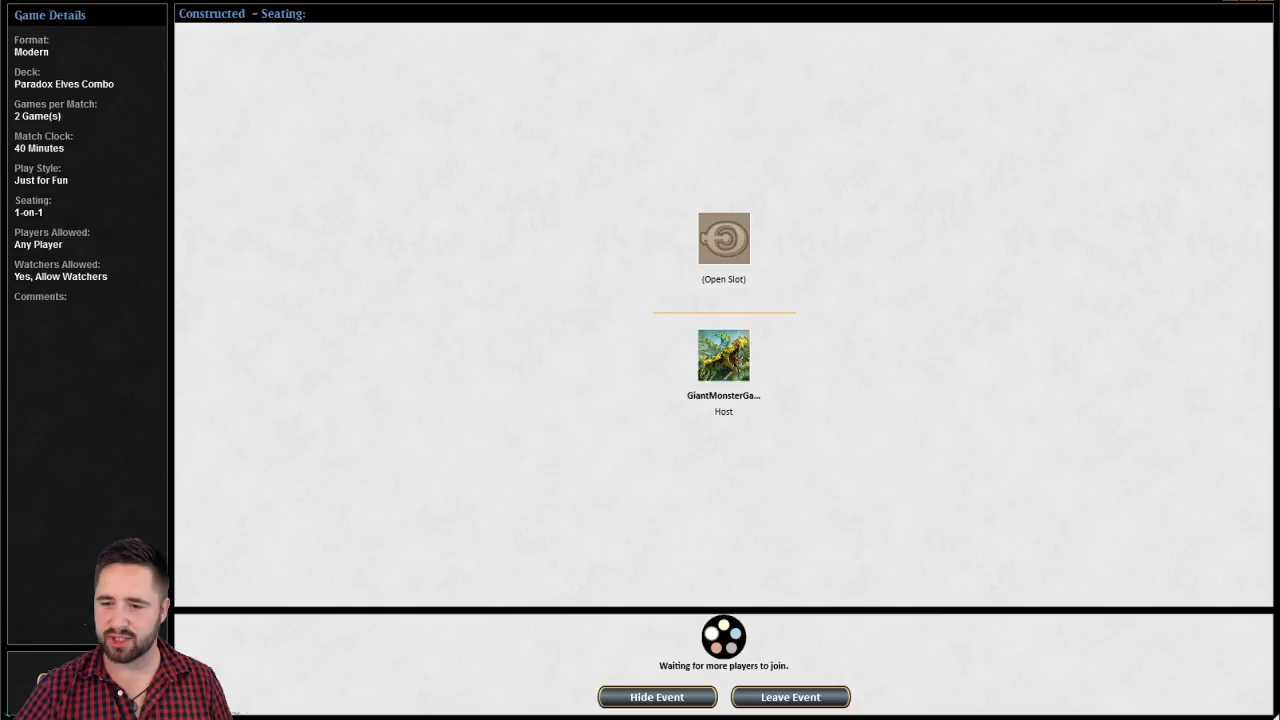 Game Details
Format:
Modern
Deck:
Paradox Elves Combo
Games per Match:
2 Game(s)
Match Clock:
40 Minutes
Play Style:
Just for Fun
Seating:
1-on-1
Players Allowed:
Any Player
Watchers Allowed:
Yes, Allow Watchers
Comments:
Constructed - Seating:
(Open Slot)
GiantMonsterGa...
Host
Waiting for more players to join.
Hide Event
Leave Event